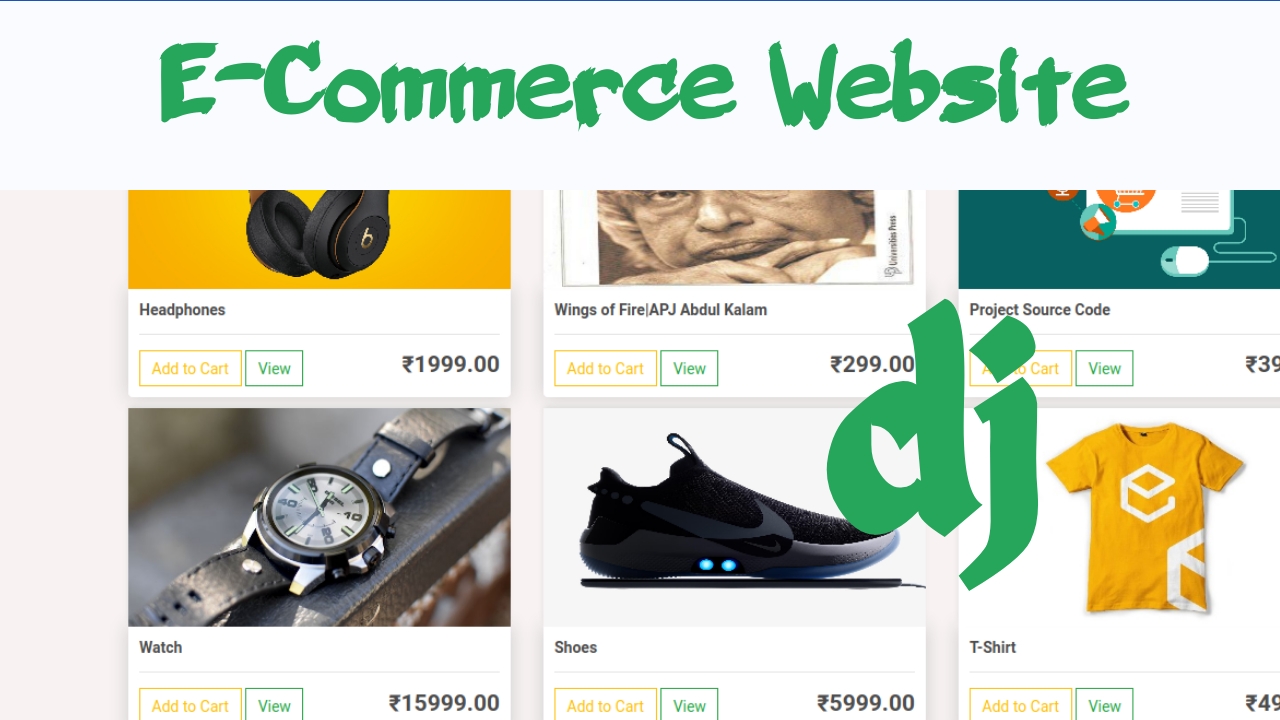 E-Commerce Website
Universities Press
Headphones
Wings of Fire|APJ Abdul Kalam
Project Source Code
Add to Cart View ₹1999.00
Add to Cart View ₹299.00
View ₹39
dj
Watch
Shoes
T-Shirt
Add to Cart View ₹15999.00
Add to Cart View ₹5999.00
Add to Cart View ₹49